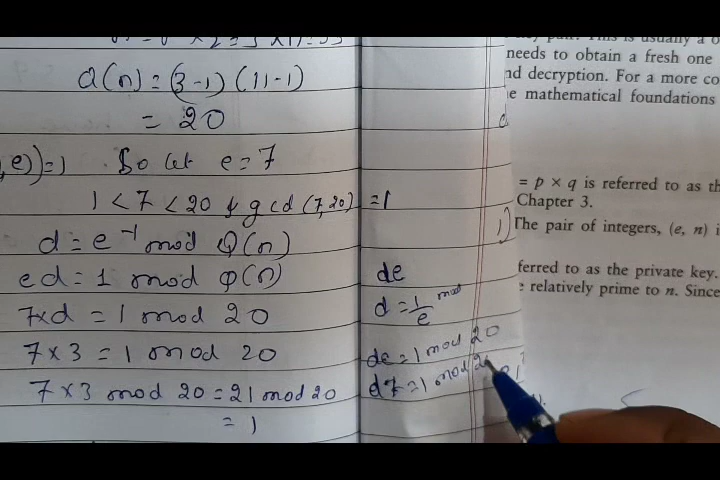 Q(n) = (3-1) (11-1)
= 20
,e))=1 So let e = 7
1 < 7 < 20 & gcd (7,20) = 1
d = e⁻¹ mod Q(n)
ed = 1 mod φ(n)
7xd = 1 mod 20
7 x 3 = 1 mod 20
7 x 3 mod 20 = 21 mod 20
= 1
de
d = 1/e mod
de = 1 mod 20
d7 = 1 mod 20
needs to obtain a fresh one
nd decryption. For a more co
e mathematical foundations
= p × q is referred to as th
Chapter 3.
1) The pair of integers, (e, n) i
ferred to as the private key.
relatively prime to n. Since